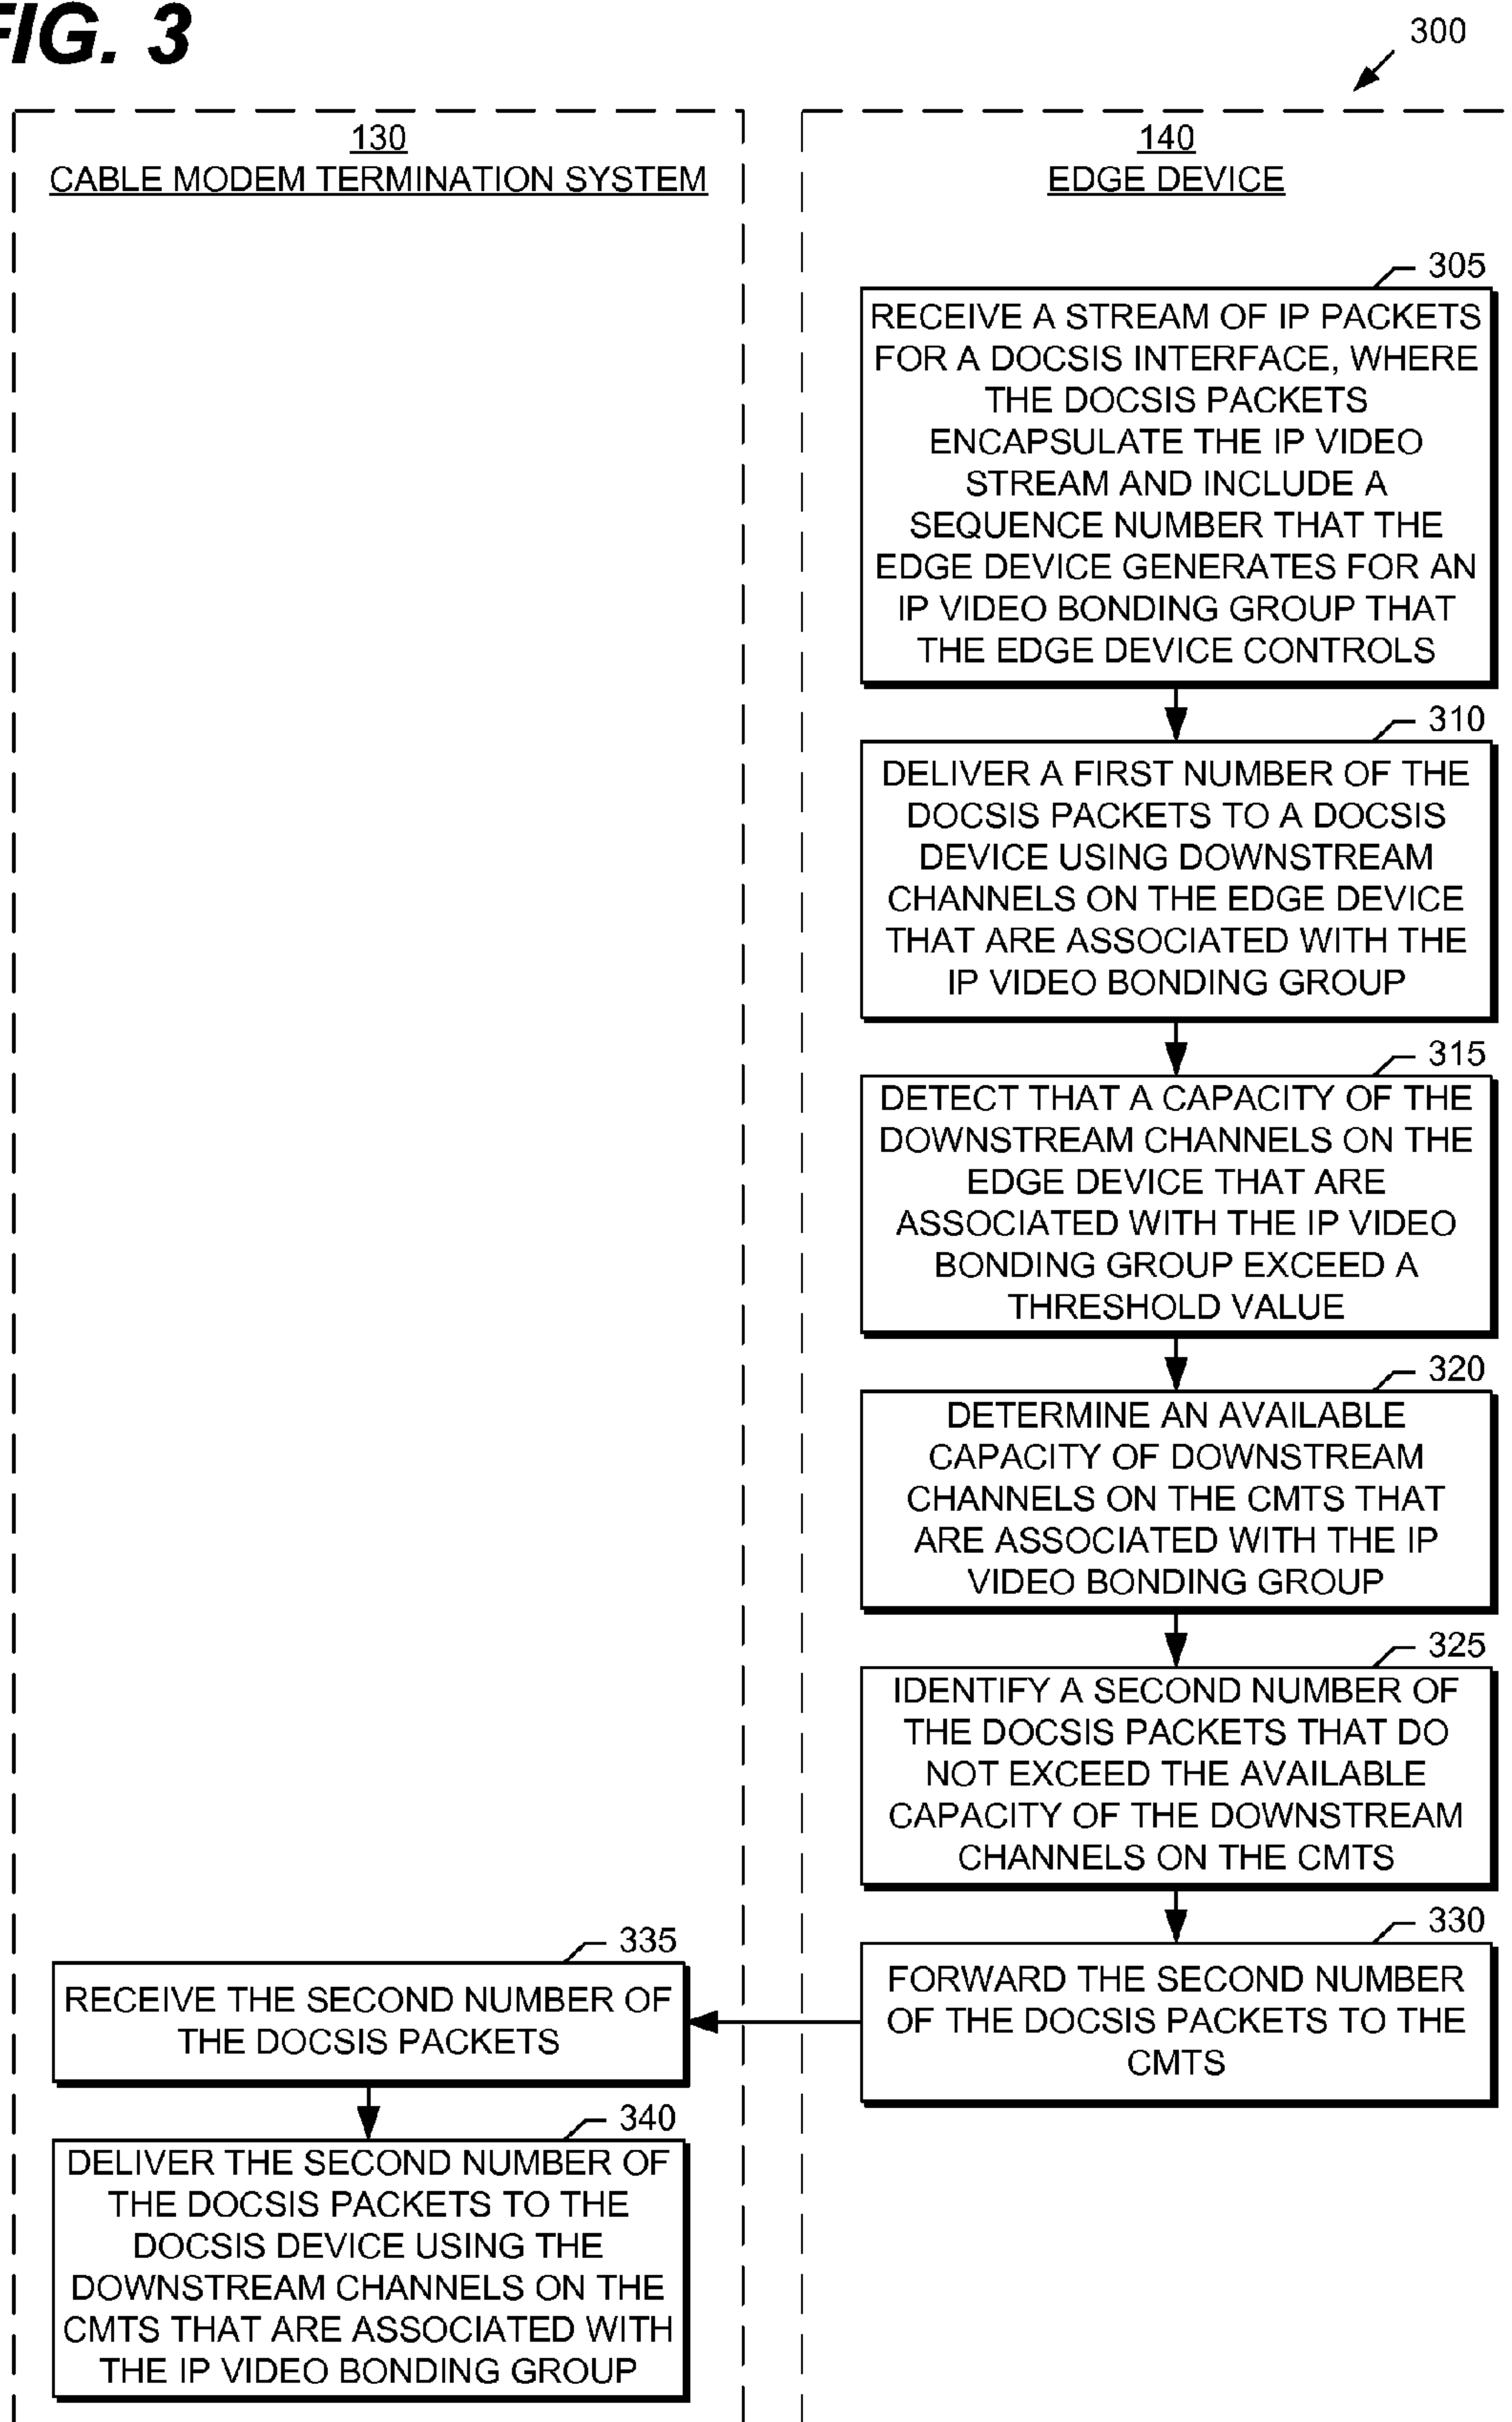 FIG. 3
300
130
CABLE MODEM TERMINATION SYSTEM
140
EDGE DEVICE
305
RECEIVE A STREAM OF IP PACKETS
FOR A DOCSIS INTERFACE, WHERE
THE DOCSIS PACKETS
ENCAPSULATE THE IP VIDEO
STREAM AND INCLUDE A
SEQUENCE NUMBER THAT THE
EDGE DEVICE GENERATES FOR AN
IP VIDEO BONDING GROUP THAT
THE EDGE DEVICE CONTROLS
310
DELIVER A FIRST NUMBER OF THE
DOCSIS PACKETS TO A DOCSIS
DEVICE USING DOWNSTREAM
CHANNELS ON THE EDGE DEVICE
THAT ARE ASSOCIATED WITH THE
IP VIDEO BONDING GROUP
315
DETECT THAT A CAPACITY OF THE
DOWNSTREAM CHANNELS ON THE
EDGE DEVICE THAT ARE
ASSOCIATED WITH THE IP VIDEO
BONDING GROUP EXCEED A
THRESHOLD VALUE
320
DETERMINE AN AVAILABLE
CAPACITY OF DOWNSTREAM
CHANNELS ON THE CMTS THAT
ARE ASSOCIATED WITH THE IP
VIDEO BONDING GROUP
325
IDENTIFY A SECOND NUMBER OF
THE DOCSIS PACKETS THAT DO
NOT EXCEED THE AVAILABLE
CAPACITY OF THE DOWNSTREAM
CHANNELS ON THE CMTS
330
FORWARD THE SECOND NUMBER
OF THE DOCSIS PACKETS TO THE
CMTS
335
RECEIVE THE SECOND NUMBER OF
THE DOCSIS PACKETS
340
DELIVER THE SECOND NUMBER OF
THE DOCSIS PACKETS TO THE
DOCSIS DEVICE USING THE
DOWNSTREAM CHANNELS ON THE
CMTS THAT ARE ASSOCIATED WITH
THE IP VIDEO BONDING GROUP